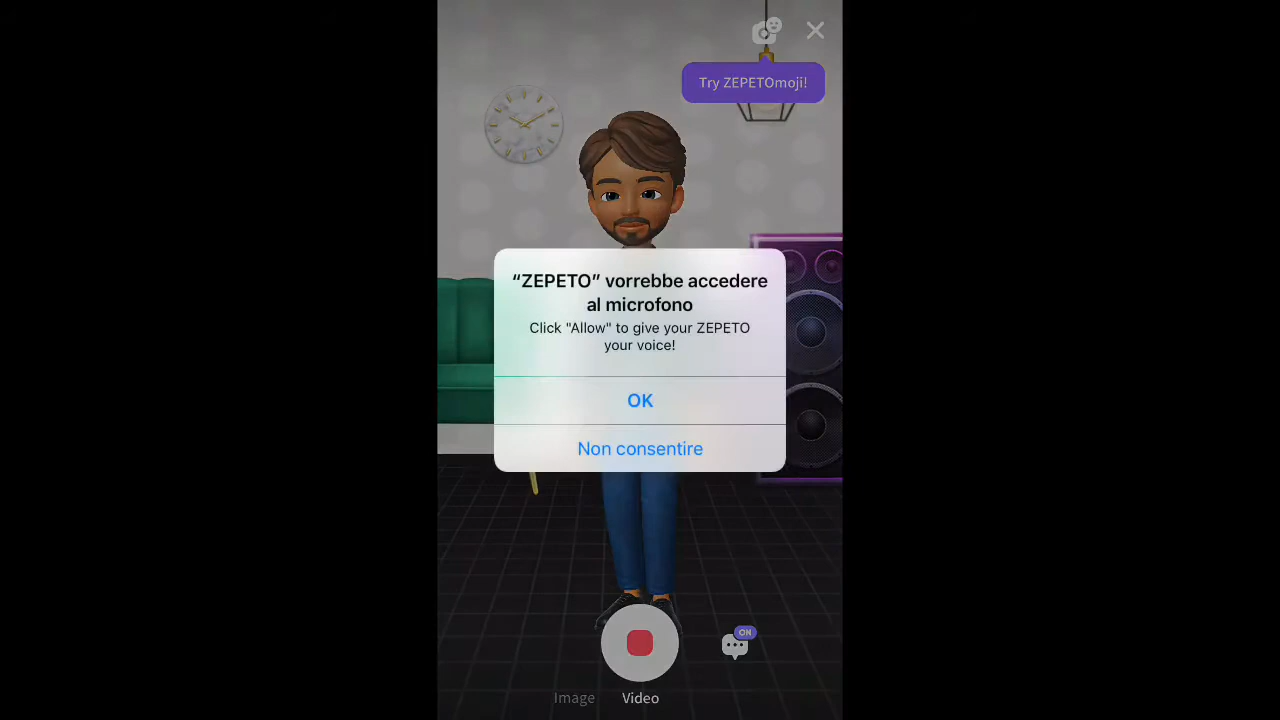 Try ZEPETOmoji!
“ZEPETO” vorrebbe accedere
al microfono
Click "Allow" to give your ZEPETO
your voice!
OK
Non consentire
ON
Image
Video